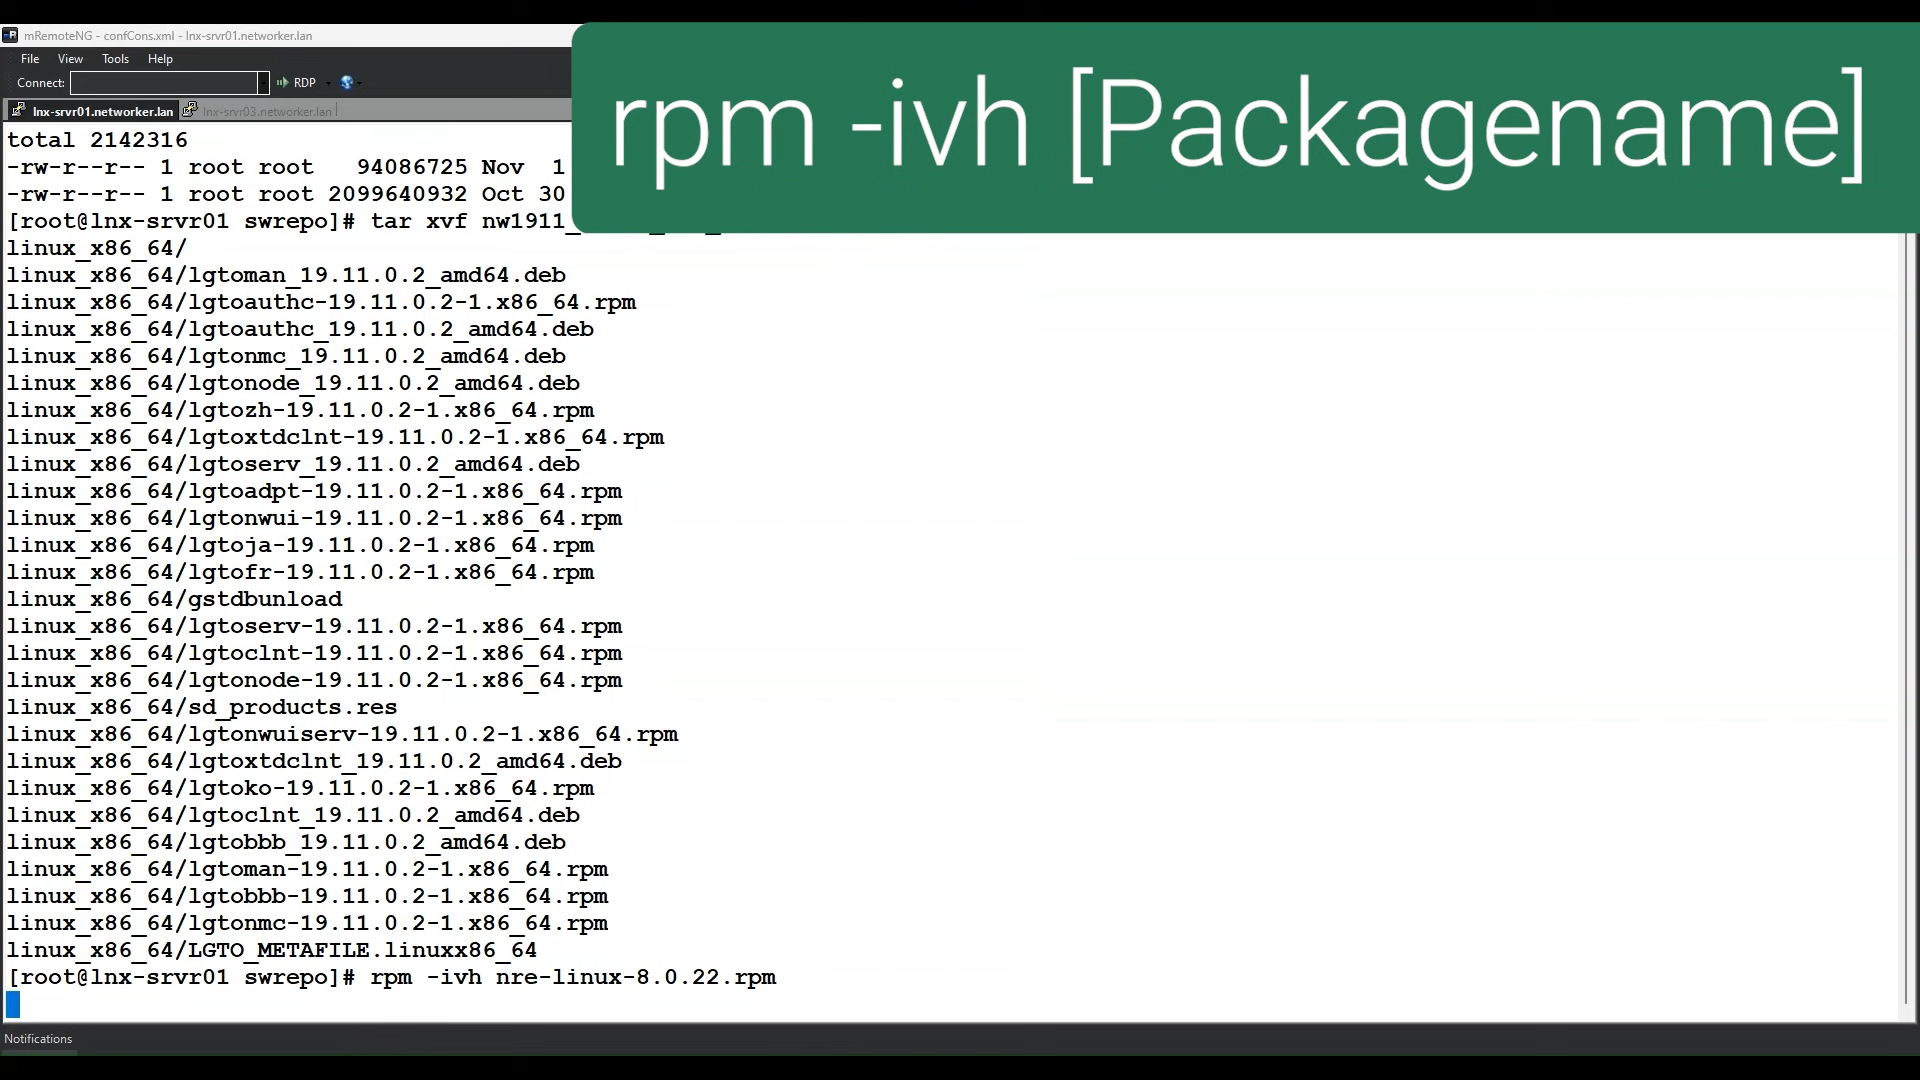 mRemoteNG - confCons.xml - lnx-srvr01.networker.lan
rpm -ivh [Packagename]
File View Tools Help
Connect: RDP
lnx-srvr01.networker.lan lnx-srvr03.networker.lan
total 2142316
-rw-r--r-- 1 root root 94086725 Nov 1
-rw-r--r-- 1 root root 2099640932 Oct 30
[root@lnx-srvr01 swrepo]# tar xvf nw1911_
linux_x86_64/
linux_x86_64/lgtoman_19.11.0.2_amd64.deb
linux_x86_64/lgtoauthc-19.11.0.2-1.x86_64.rpm
linux_x86_64/lgtoauthc_19.11.0.2_amd64.deb
linux_x86_64/lgtonmc_19.11.0.2_amd64.deb
linux_x86_64/lgtonode_19.11.0.2_amd64.deb
linux_x86_64/lgtozh-19.11.0.2-1.x86_64.rpm
linux_x86_64/lgtoxtdclnt-19.11.0.2-1.x86_64.rpm
linux_x86_64/lgtoserv_19.11.0.2_amd64.deb
linux_x86_64/lgtoadpt-19.11.0.2-1.x86_64.rpm
linux_x86_64/lgtonwui-19.11.0.2-1.x86_64.rpm
linux_x86_64/lgtoja-19.11.0.2-1.x86_64.rpm
linux_x86_64/lgtofr-19.11.0.2-1.x86_64.rpm
linux_x86_64/gstdbunload
linux_x86_64/lgtoserv-19.11.0.2-1.x86_64.rpm
linux_x86_64/lgtoclnt-19.11.0.2-1.x86_64.rpm
linux_x86_64/lgtonode-19.11.0.2-1.x86_64.rpm
linux_x86_64/sd_products.res
linux_x86_64/lgtonwuiserv-19.11.0.2-1.x86_64.rpm
linux_x86_64/lgtoxtdclnt_19.11.0.2_amd64.deb
linux_x86_64/lgtoko-19.11.0.2-1.x86_64.rpm
linux_x86_64/lgtoclnt_19.11.0.2_amd64.deb
linux_x86_64/lgtobbb_19.11.0.2_amd64.deb
linux_x86_64/lgtoman-19.11.0.2-1.x86_64.rpm
linux_x86_64/lgtobbb-19.11.0.2-1.x86_64.rpm
linux_x86_64/lgtonmc-19.11.0.2-1.x86_64.rpm
linux_x86_64/LGTO_METAFILE.linuxx86_64
[root@lnx-srvr01 swrepo]# rpm -ivh nre-linux-8.0.22.rpm
Notifications